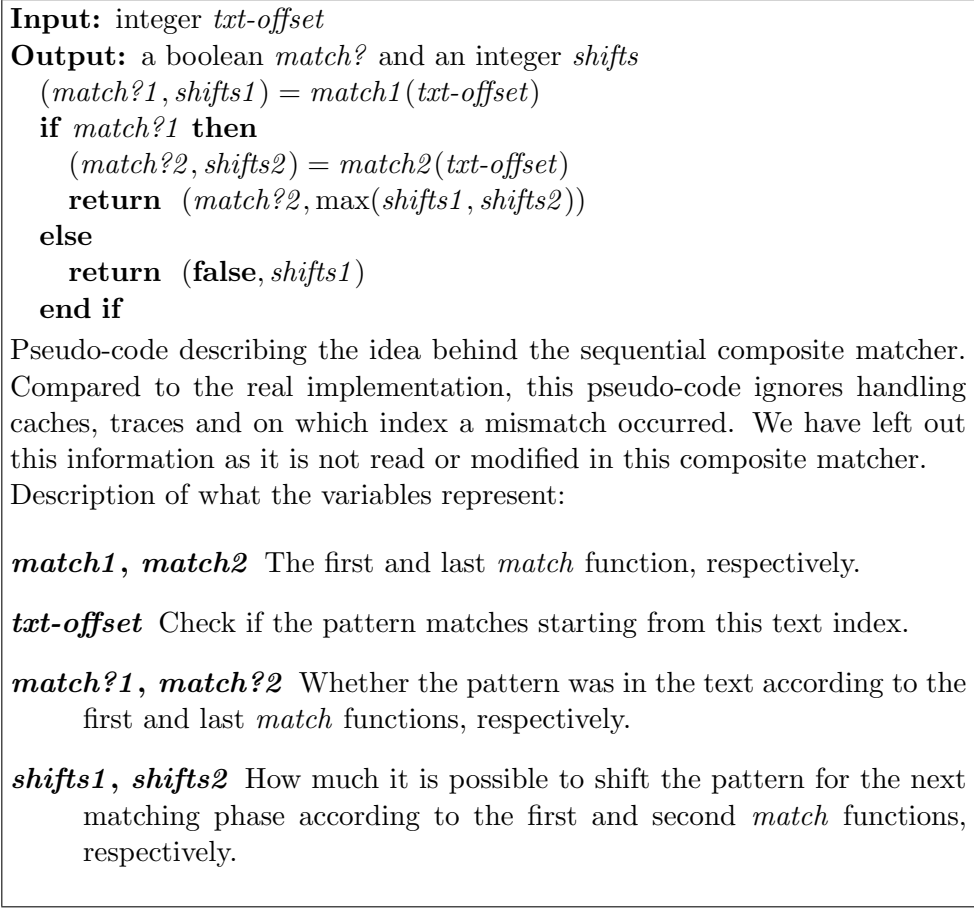 Input: integer txt-offset
Output: a boolean match? and an integer shifts
(match?1, shifts1) = match1(txt-offset)
if match?1 then
(match?2, shifts2) = match2(txt-offset)
return (match?2, max(shifts1, shifts2))
else
return (false, shifts1)
end if
Pseudo-code describing the idea behind the sequential composite matcher.
Compared to the real implementation, this pseudo-code ignores handling
caches, traces and on which index a mismatch occurred. We have left out
this information as it is not read or modified in this composite matcher.
Description of what the variables represent:
match1, match2 The first and last match function, respectively.
txt-offset Check if the pattern matches starting from this text index.
match?1, match?2 Whether the pattern was in the text according to the
first and last match functions, respectively.
shifts1, shifts2 How much it is possible to shift the pattern for the next
matching phase according to the first and second match functions,
respectively.